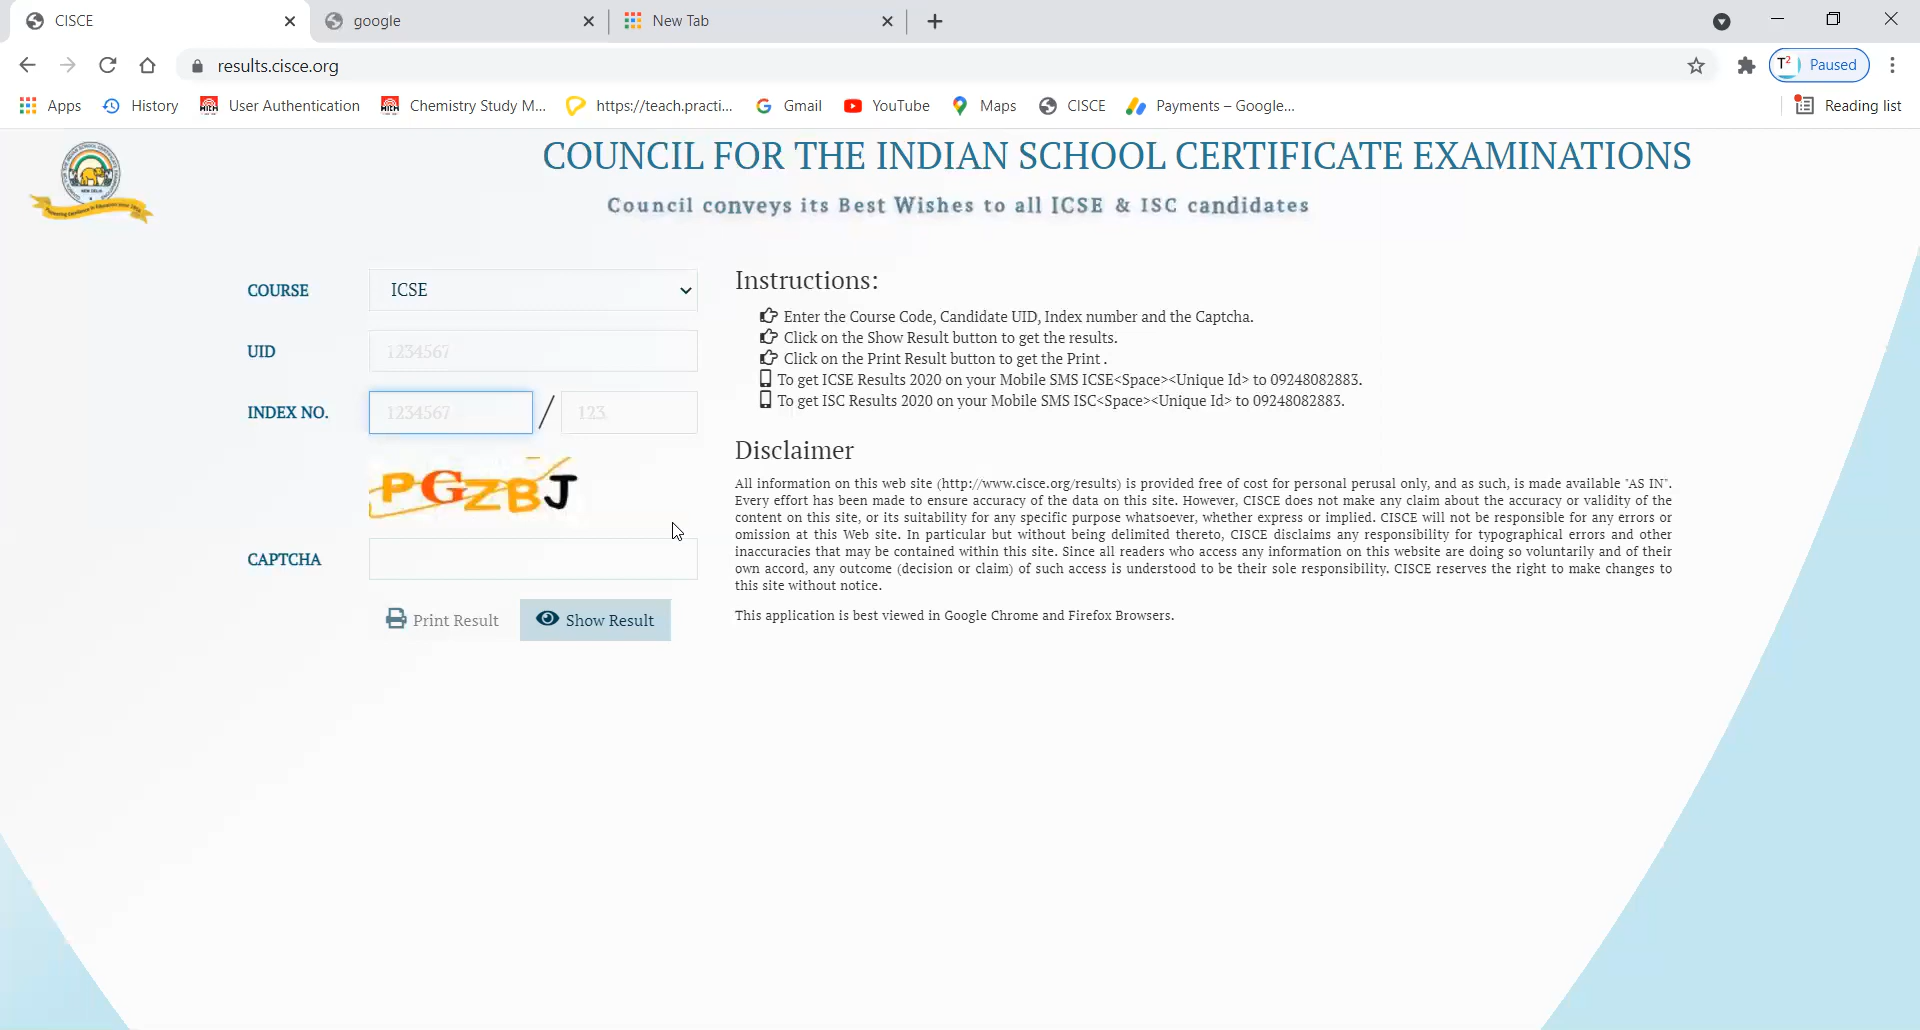 CISCE
google
New Tab
results.cisce.org
T2 Paused
Apps History User Authentication Chemistry Study M... https://teach.practi... Gmail YouTube Maps CISCE Payments – Google... Reading list
COUNCIL FOR THE INDIAN SCHOOL CERTIFICATE EXAMINATIONS
Council conveys its Best Wishes to all ICSE & ISC candidates
COURSE ICSE
UID 1234567
INDEX NO. 1234567 / 123
PGZBJ
CAPTCHA
Print Result Show Result
Instructions:
Enter the Course Code, Candidate UID, Index number and the Captcha.
Click on the Show Result button to get the results.
Click on the Print Result button to get the Print .
To get ICSE Results 2020 on your Mobile SMS ICSE<Space><Unique Id> to 09248082883.
To get ISC Results 2020 on your Mobile SMS ISC<Space><Unique Id> to 09248082883.
Disclaimer
All information on this web site (http://www.cisce.org/results) is provided free of cost for personal perusal only, and as such, is made available "AS IN".
Every effort has been made to ensure accuracy of the data on this site. However, CISCE does not make any claim about the accuracy or validity of the
content on this site, or its suitability for any specific purpose whatsoever, whether express or implied. CISCE will not be responsible for any errors or
omission at this Web site. In particular but without being delimited thereto, CISCE disclaims any responsibility for typographical errors and other
inaccuracies that may be contained within this site. Since all readers who access any information on this website are doing so voluntarily and of their
own accord, any outcome (decision or claim) of such access is understood to be their sole responsibility. CISCE reserves the right to make changes to
this site without notice.
This application is best viewed in Google Chrome and Firefox Browsers.